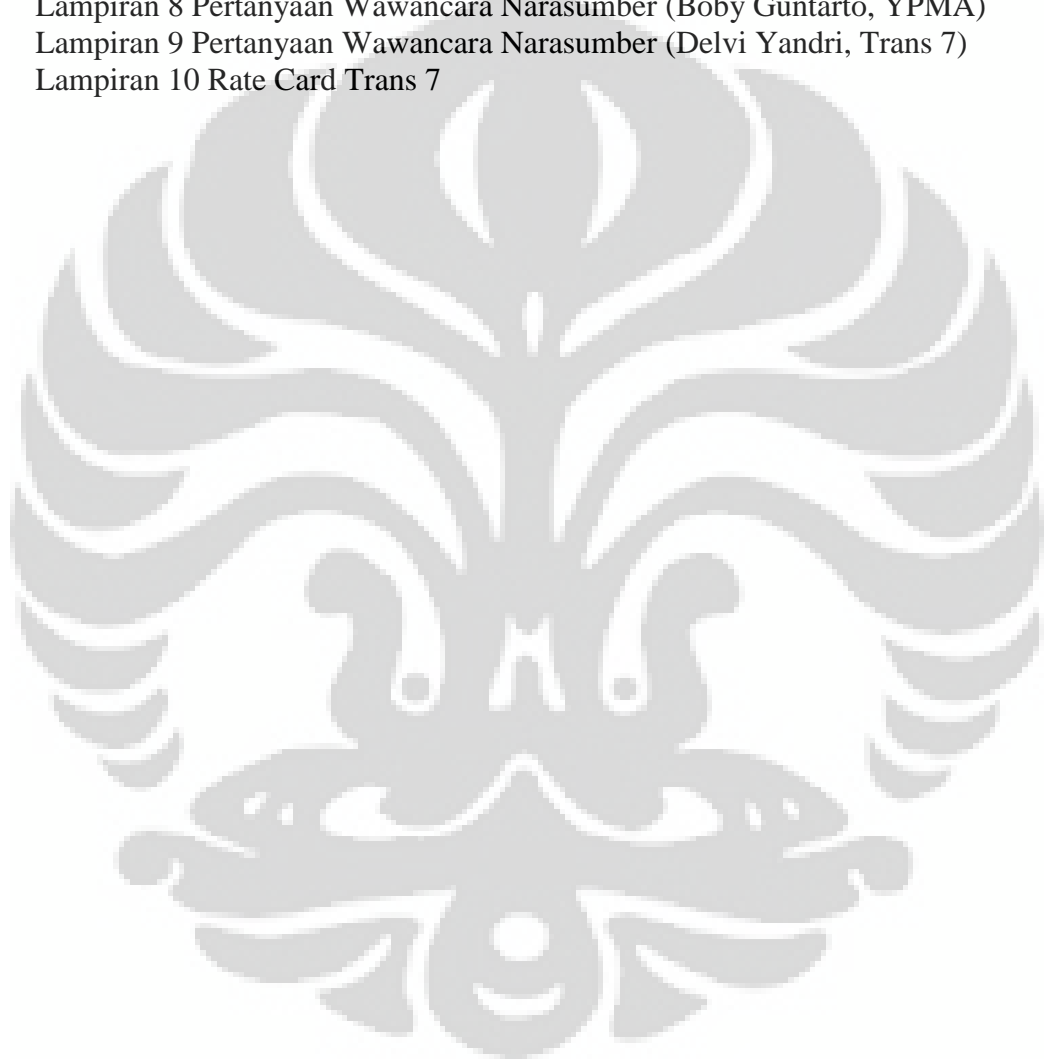 Lampiran 8 Pertanyaan Wawancara Narasumber (Boby Guntarto, YPMA)
Lampiran 9 Pertanyaan Wawancara Narasumber (Delvi Yandri, Trans 7)
Lampiran 10 Rate Card Trans 7